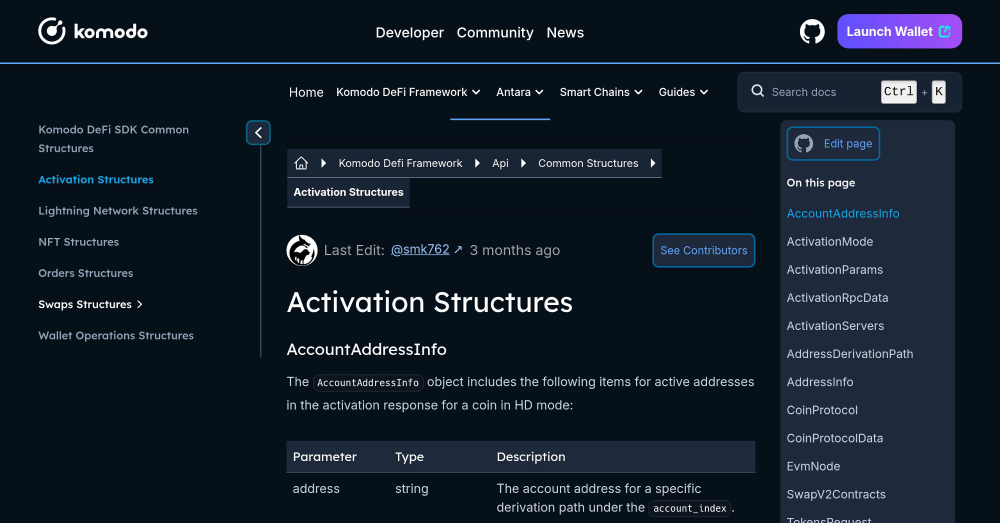 komodo
Developer Community News
Launch Wallet
Home Komodo DeFi Framework Antara Smart Chains Guides
Search docs Ctrl + K
Komodo DeFi SDK Common
Structures
Activation Structures
Lightning Network Structures
NFT Structures
Orders Structures
Swaps Structures
Wallet Operations Structures
Komodo Defi Framework Api Common Structures
Activation Structures
Last Edit: @smk762 ↗ 3 months ago
See Contributors
Activation Structures
AccountAddressInfo
The AccountAddressInfo object includes the following items for active addresses
in the activation response for a coin in HD mode:
Parameter Type Description
address string The account address for a specific
derivation path under the account_index.
Edit page
On this page
AccountAddressInfo
ActivationMode
ActivationParams
ActivationRpcData
ActivationServers
AddressDerivationPath
AddressInfo
CoinProtocol
CoinProtocolData
EvmNode
SwapV2Contracts
TokensRequest